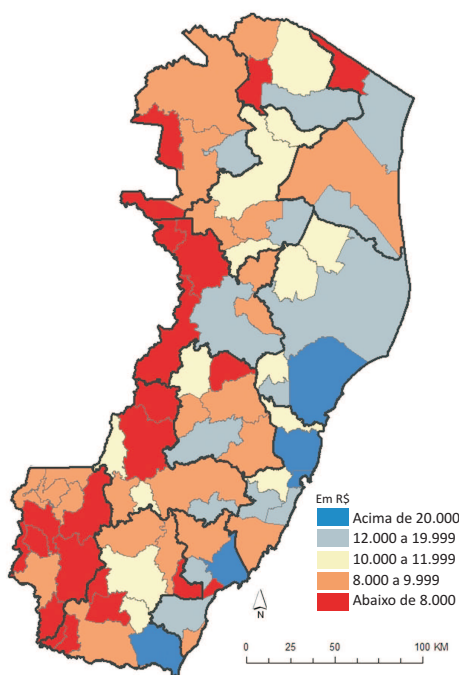 Em R$
Acima de 20.000
12.000 a 19.999
10.000 a 11.999
8.000 a 9.999
Abaixo de 8.000
N
0 25 50 100 KM